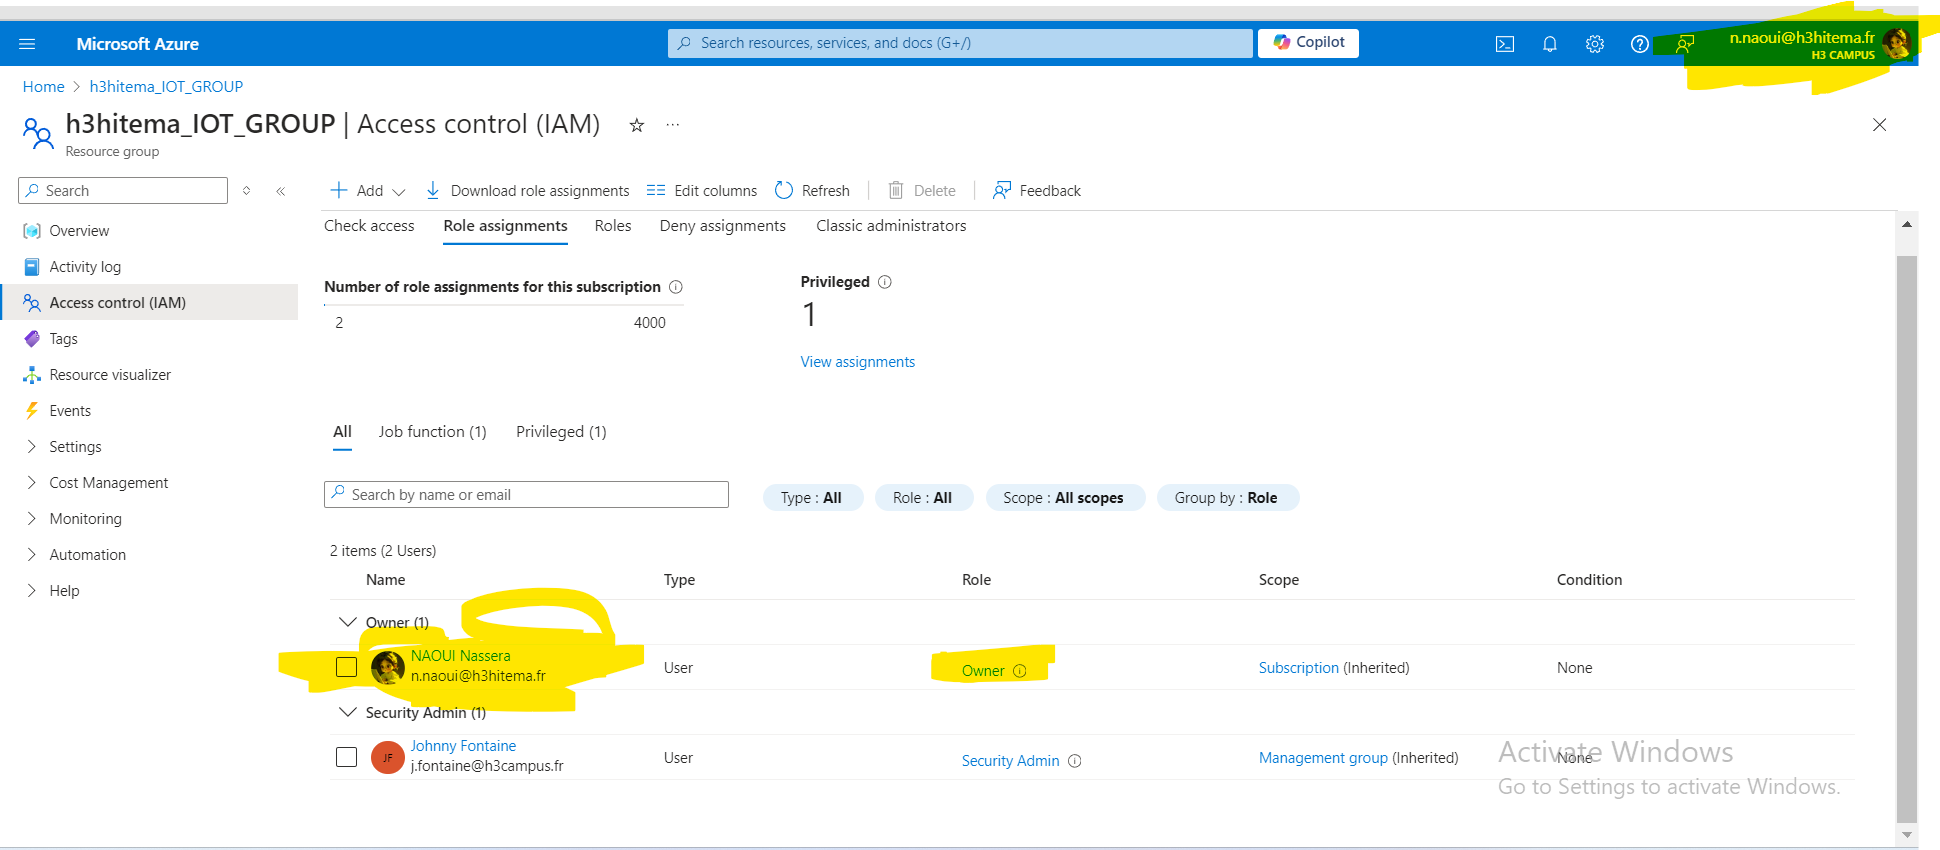 Microsoft Azure
Search resources, services, and docs (G+/)
Copilot
n.naoui@h3hitema.fr
H3 CAMPUS
Home > h3hitema_IOT_GROUP
h3hitema_IOT_GROUP | Access control (IAM)
Resource group
Search
Add
Download role assignments
Edit columns
Refresh
Delete
Feedback
Overview
Activity log
Access control (IAM)
Tags
Resource visualizer
Events
Settings
Cost Management
Monitoring
Automation
Help
Check access Role assignments Roles Deny assignments Classic administrators
Number of role assignments for this subscription
2 4000
Privileged
1
View assignments
All Job function (1) Privileged (1)
Search by name or email
Type : All Role : All Scope : All scopes Group by : Role
2 items (2 Users)
Name Type Role Scope Condition
Owner (1)
NAOUI Nassera
n.naoui@h3hitema.fr
User Owner Subscription (Inherited) None
Security Admin (1)
JF
Johnny Fontaine
j.fontaine@h3campus.fr
User Security Admin Management group (Inherited) None
Activate Windows
Go to Settings to activate Windows.